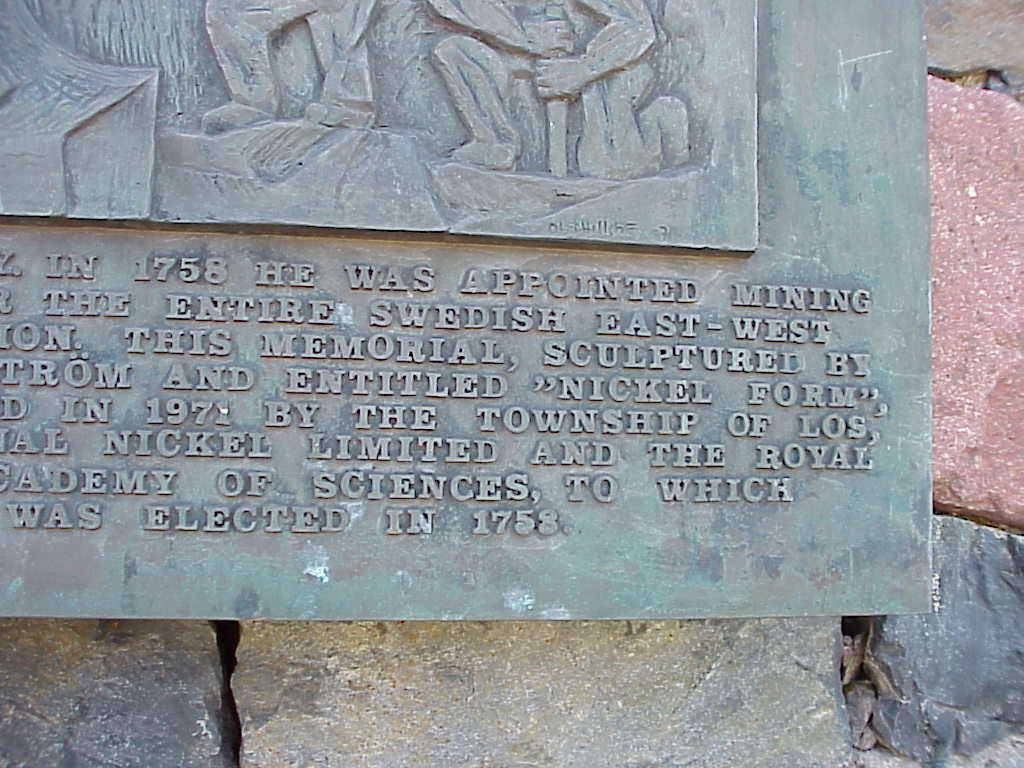 Y. IN 1758 HE WAS APPOINTED MINING
R THE ENTIRE SWEDISH EAST-WEST
ION. THIS MEMORIAL, SCULPTURED BY
TRÖM AND ENTITLED ”NICKEL FORM”,
D IN 1971 BY THE TOWNSHIP OF LOS,
NAL NICKEL LIMITED AND THE ROYAL
CADEMY OF SCIENCES, TO WHICH
WAS ELECTED IN 1753.